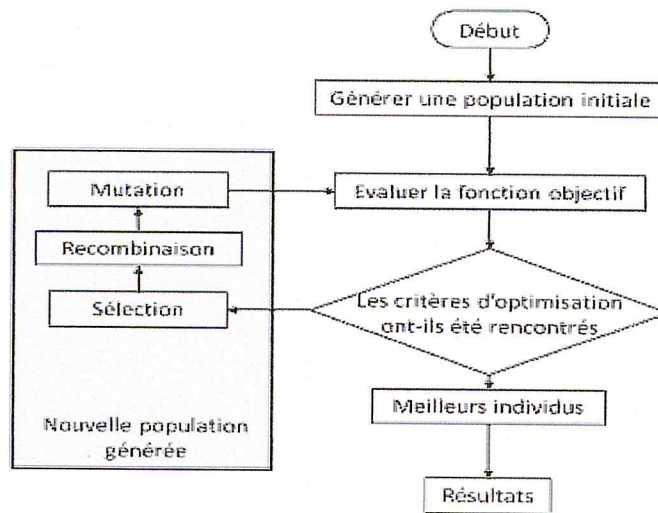 Début
Générer une population initiale
Mutation
Evaluer la fonction objectif
Recombinaison
Sélection
Les critères d'optimisation
ont-ils été rencontrés
Meilleurs individus
Nouvelle population
générée
Résultats